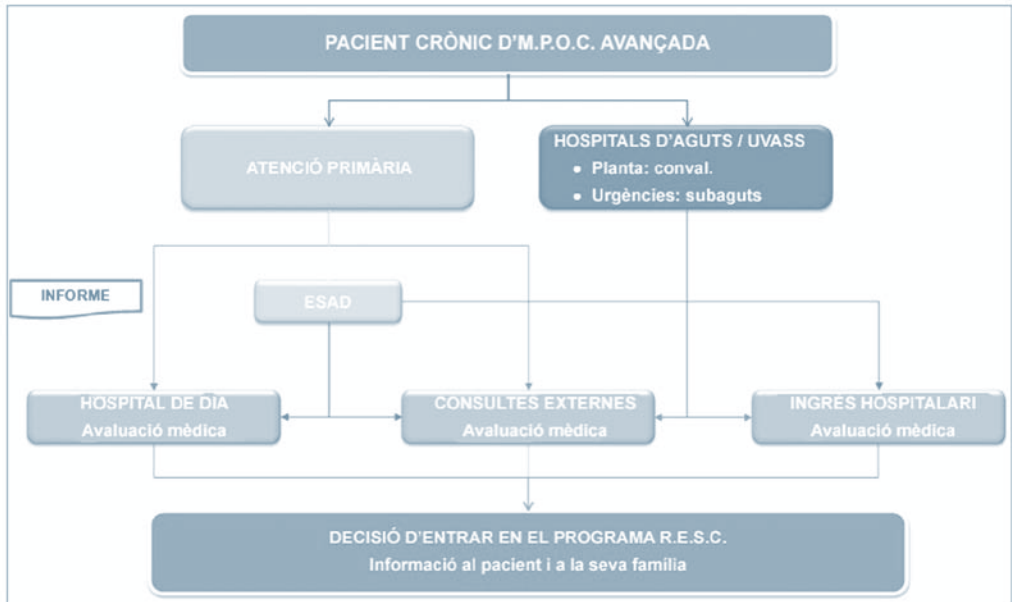 PACIENT CRÒNIC D'M.P.O.C. AVANÇADA
ATENCIÓ PRIMÀRIA
HOSPITALS D'AGUTS / UVASS
• Planta: conval.
• Urgències: subaguts
INFORME
ESAD
HOSPITAL DE DIA
Avaluació mèdica
CONSULTES EXTERNES
Avaluació mèdica
INGRÉS HOSPITALARI
Avaluació mèdica
DECISIÓ D'ENTRAR EN EL PROGRAMA R.E.S.C.
Informació al pacient i a la seva família